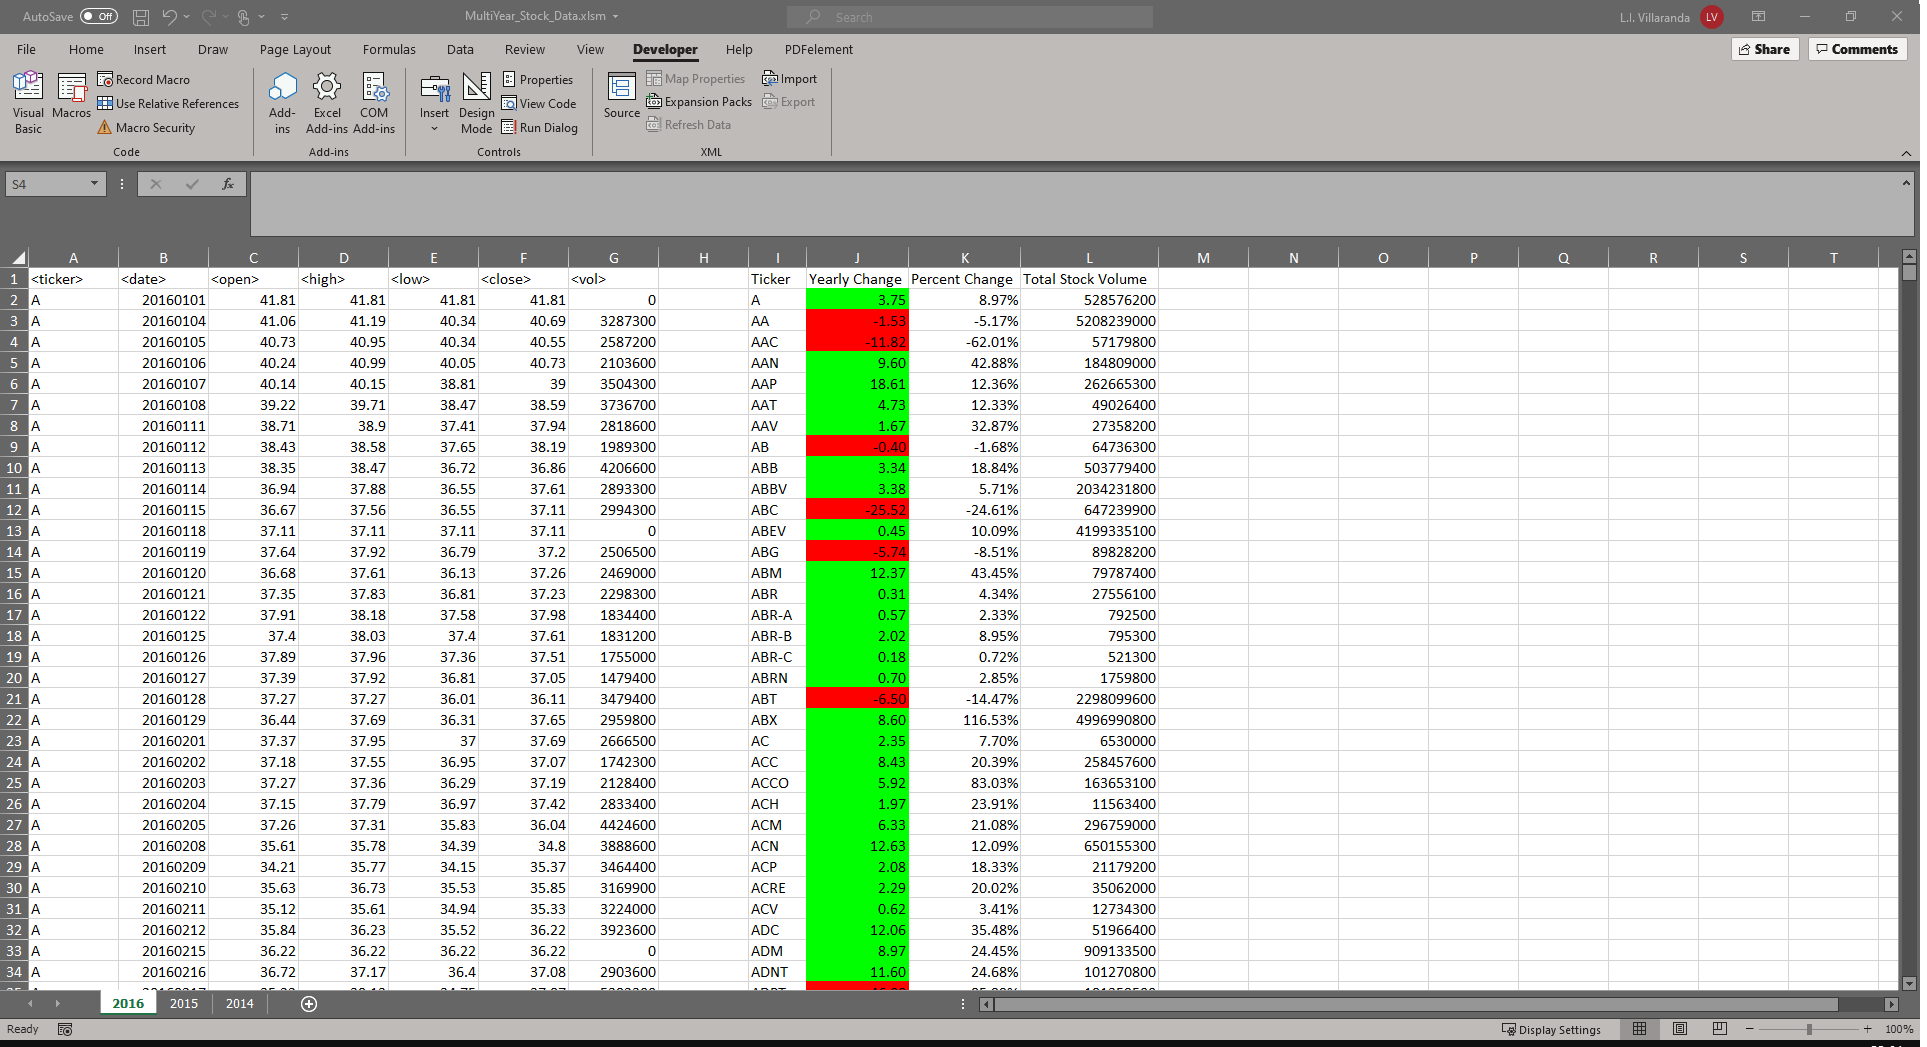 AutoSave Off MultiYear_Stock_Data.xlsm Search L.I. Villaranda LV
File Home Insert Draw Page Layout Formulas Data Review View Developer Help PDFelement Share Comments
Visual Basic Macros Record Macro Use Relative References Macro Security
Add-ins Excel Add-ins COM Add-ins
Insert Design Mode Properties View Code Run Dialog
Source Map Properties Expansion Packs Refresh Data Import Export
Code Add-ins Controls XML
S4 fx
A B C D E F G H I J K L M N O P Q R S T
1 <ticker> <date> <open> <high> <low> <close> <vol> Ticker Yearly Change Percent Change Total Stock Volume
2 A 20160101 41.81 41.81 41.81 41.81 0 A 3.75 8.97% 528576200
3 A 20160104 41.06 41.19 40.34 40.69 3287300 AA -1.53 -5.17% 5208239000
4 A 20160105 40.73 40.95 40.34 40.55 2587200 AAC -11.82 -62.01% 57179800
5 A 20160106 40.24 40.99 40.05 40.73 2103600 AAN 9.60 42.88% 184809000
6 A 20160107 40.14 40.15 38.81 39 3504300 AAP 18.61 12.36% 262665300
7 A 20160108 39.22 39.71 38.47 38.59 3736700 AAT 4.73 12.33% 49026400
8 A 20160111 38.71 38.9 37.41 37.94 2818600 AAV 1.67 32.87% 27358200
9 A 20160112 38.43 38.58 37.65 38.19 1989300 AB -0.40 -1.68% 64736300
10 A 20160113 38.35 38.47 36.72 36.86 4206600 ABB 3.34 18.84% 503779400
11 A 20160114 36.94 37.88 36.55 37.61 2893300 ABBV 3.38 5.71% 2034231800
12 A 20160115 36.67 37.56 36.55 37.11 2994300 ABC -25.52 -24.61% 647239900
13 A 20160118 37.11 37.11 37.11 37.11 0 ABEV 0.45 10.09% 4199335100
14 A 20160119 37.64 37.92 36.79 37.2 2506500 ABG -5.74 -8.51% 89828200
15 A 20160120 36.68 37.61 36.13 37.26 2469000 ABM 12.37 43.45% 79787400
16 A 20160121 37.35 37.83 36.81 37.23 2298300 ABR 0.31 4.34% 27556100
17 A 20160122 37.91 38.18 37.58 37.98 1834400 ABR-A 0.57 2.33% 792500
18 A 20160125 37.4 38.03 37.4 37.61 1831200 ABR-B 2.02 8.95% 795300
19 A 20160126 37.89 37.96 37.36 37.51 1755000 ABR-C 0.18 0.72% 521300
20 A 20160127 37.39 37.92 36.81 37.05 1479400 ABRN 0.70 2.85% 1759800
21 A 20160128 37.27 37.27 36.01 36.11 3479400 ABT -6.50 -14.47% 2298099600
22 A 20160129 36.44 37.69 36.31 37.65 2959800 ABX 8.60 116.53% 4996990800
23 A 20160201 37.37 37.95 37 37.69 2666500 AC 2.35 7.70% 6530000
24 A 20160202 37.18 37.55 36.95 37.07 1742300 ACC 8.43 20.39% 258457600
25 A 20160203 37.27 37.36 36.29 37.19 2128400 ACCO 5.92 83.03% 163653100
26 A 20160204 37.15 37.79 36.97 37.42 2833400 ACH 1.97 23.91% 11563400
27 A 20160205 37.26 37.31 35.83 36.04 4424600 ACM 6.33 21.08% 296759000
28 A 20160208 35.61 35.78 34.39 34.8 3888600 ACN 12.63 12.09% 650155300
29 A 20160209 34.21 35.77 34.15 35.37 3464400 ACP 2.08 18.33% 21179200
30 A 20160210 35.63 36.73 35.53 35.85 3169900 ACRE 2.29 20.02% 35062000
31 A 20160211 35.12 35.61 34.94 35.33 3224000 ACV 0.62 3.41% 12734300
32 A 20160212 35.84 36.23 35.52 36.22 3923600 ADC 12.06 35.48% 51966400
33 A 20160215 36.22 36.22 36.22 36.22 0 ADM 8.97 24.45% 909133500
34 A 20160216 36.72 37.17 36.4 37.08 2903600 ADNT 11.60 24.68% 101270800
2016 2015 2014
Ready Display Settings 100%